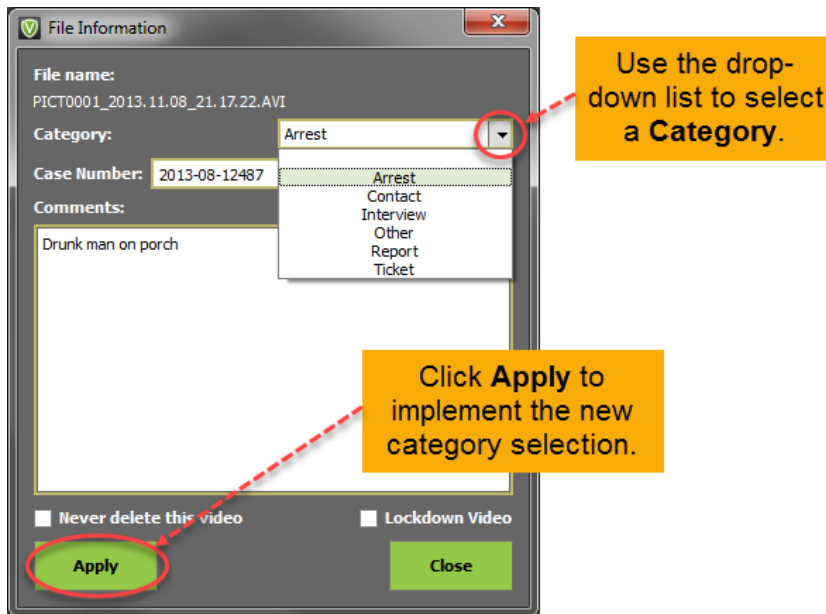 File Information
File name:
PICT0001_2013.11.08_21.17.22.AVI
Category:
Arrest
Case Number:
2013-08-12487
Arrest
Contact
Interview
Other
Report
Ticket
Comments:
Drunk man on porch
Never delete this video
Lockdown Video
Apply
Close
Use the drop-
down list to select
a Category.
Click Apply to
implement the new
category selection.